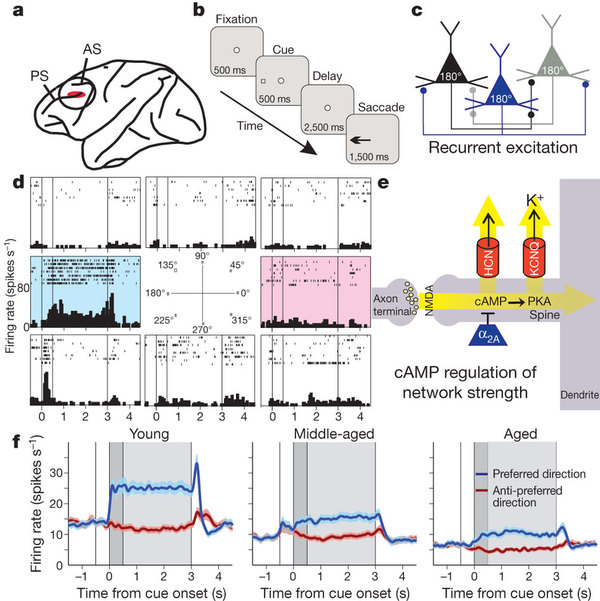 a
AS
PS
b
Fixation
500 ms
Cue
500 ms
Delay
2,500 ms
Saccade
1,500 ms
Time
c
180°
180°
180°
Recurrent excitation
d
Firing rate (spikes s⁻¹)
80
0
135°
90°
45°
180°
0°
225°
270°
315°
0 1 2 3 4
0 1 2 3 4
0 1 2 3 4
e
K+
HCN
KCNQ
Axon
terminal
NMDA
cAMP
PKA
Spine
α2A
cAMP regulation of
network strength
Dendrite
f
Young
Middle-aged
Aged
Firing rate (spikes s⁻¹)
30
20
10
0
Preferred direction
Anti-preferred
direction
−1 0 1 2 3 4
−1 0 1 2 3 4
−1 0 1 2 3 4
Time from cue onset (s)
Time from cue onset (s)
Time from cue onset (s)